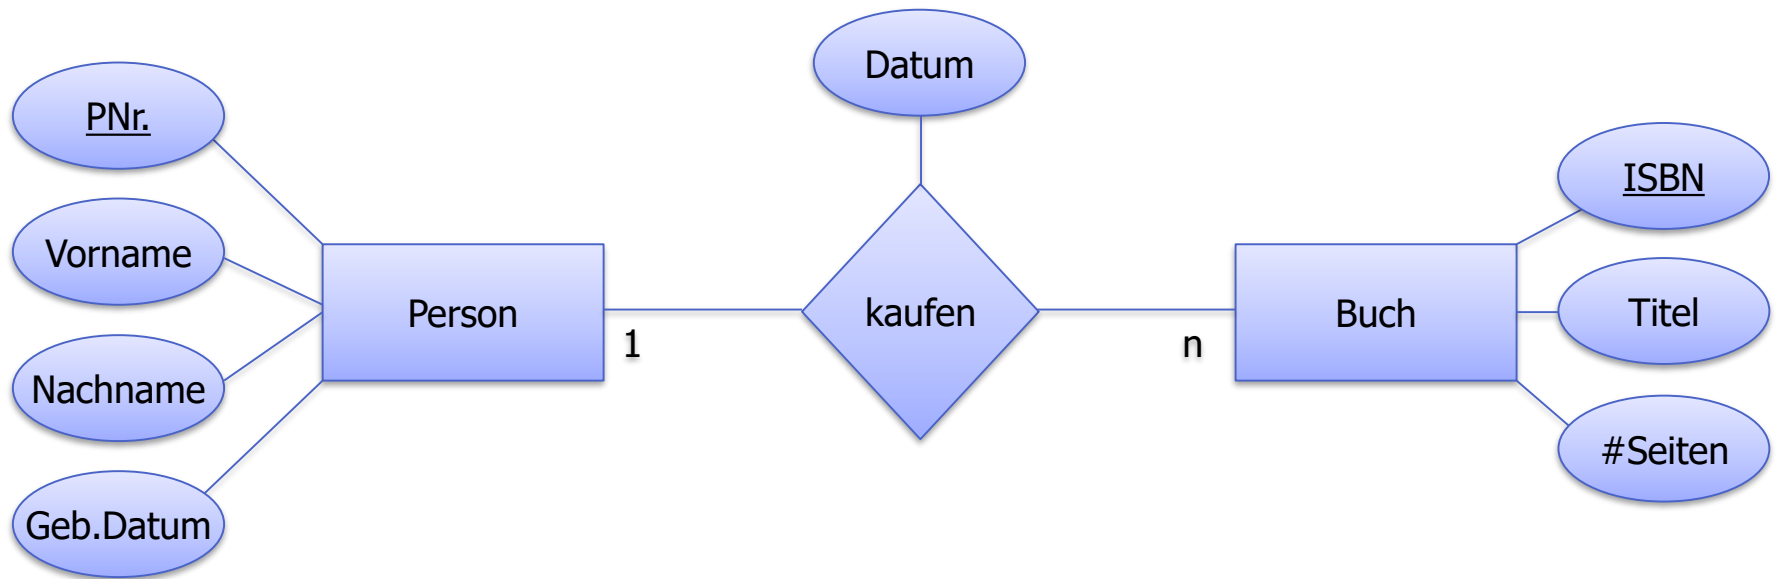 PNr.
Vorname
Nachname
Geb.Datum
Person
1
Datum
kaufen
n
Buch
ISBN
Titel
#Seiten